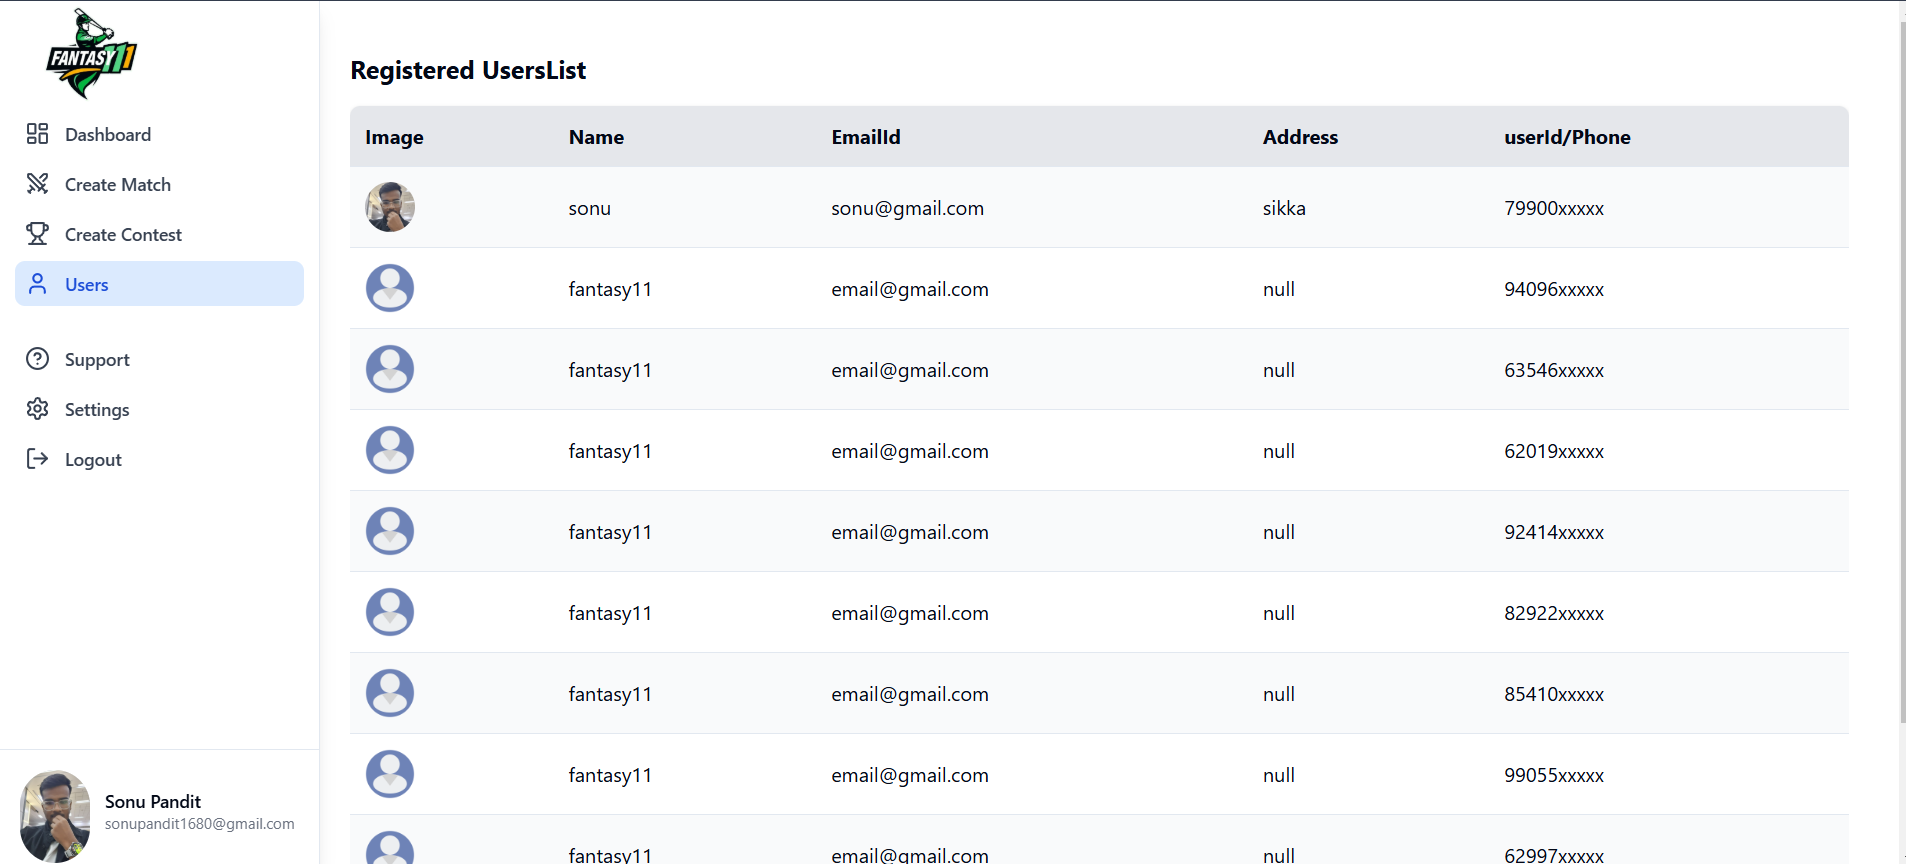 FANTASY11
Dashboard
Create Match
Create Contest
Users
Support
Settings
Logout
Sonu Pandit
sonupandit1680@gmail.com
Registered UsersList
Image Name EmailId Address userId/Phone
sonu sonu@gmail.com sikka 79900xxxxx
fantasy11 email@gmail.com null 94096xxxxx
fantasy11 email@gmail.com null 63546xxxxx
fantasy11 email@gmail.com null 62019xxxxx
fantasy11 email@gmail.com null 92414xxxxx
fantasy11 email@gmail.com null 82922xxxxx
fantasy11 email@gmail.com null 85410xxxxx
fantasy11 email@gmail.com null 99055xxxxx
fantasy11 email@gmail.com null 62997xxxxx